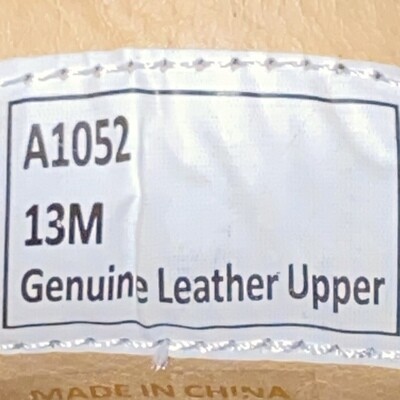 A1052
13M
Genuine Leather Upper
MADE IN CHINA